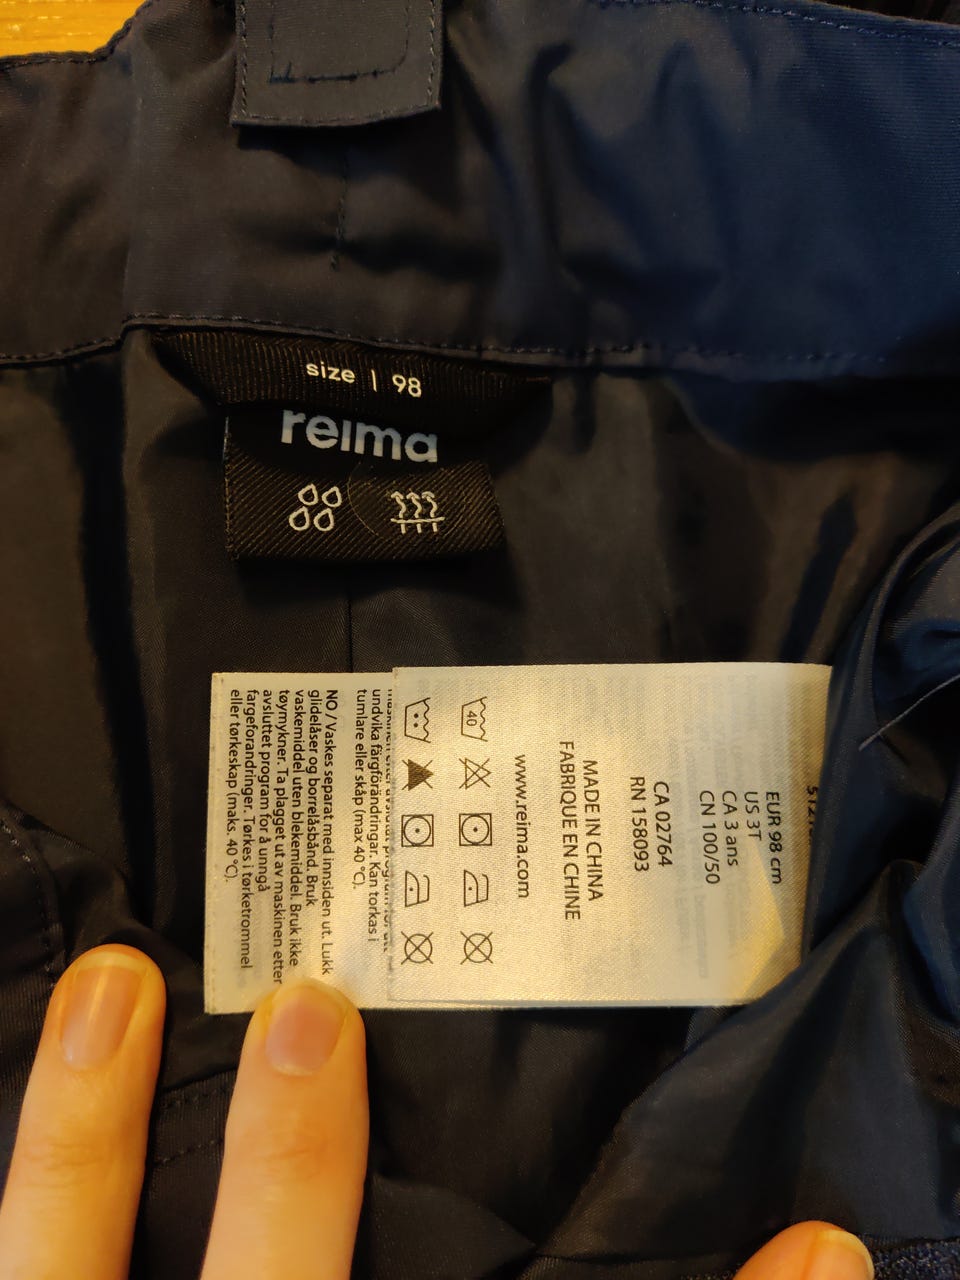 size | 98
reima
EUR 98 cm
US 3T
CA 3 ans
CN 100/50
CA 02764
RN 158093
MADE IN CHINA
FABRIQUE EN CHINE
www.reima.com
40
undvika färgförändringar. Kan torkas i
tumlare eller skåp (max 40 °C).
NO / Vaskes separat med innsiden ut. Lukk
glidelåser og borrelåsbånd. Bruk
vaskemiddel uten blekemiddel. Bruk ikke
tøymykner. Ta plagget ut av maskinen etter
avsluttet program for å unngå
fargeforandringer. Tørkes i tørketrommel
eller tørkeskap (maks. 40 °C).